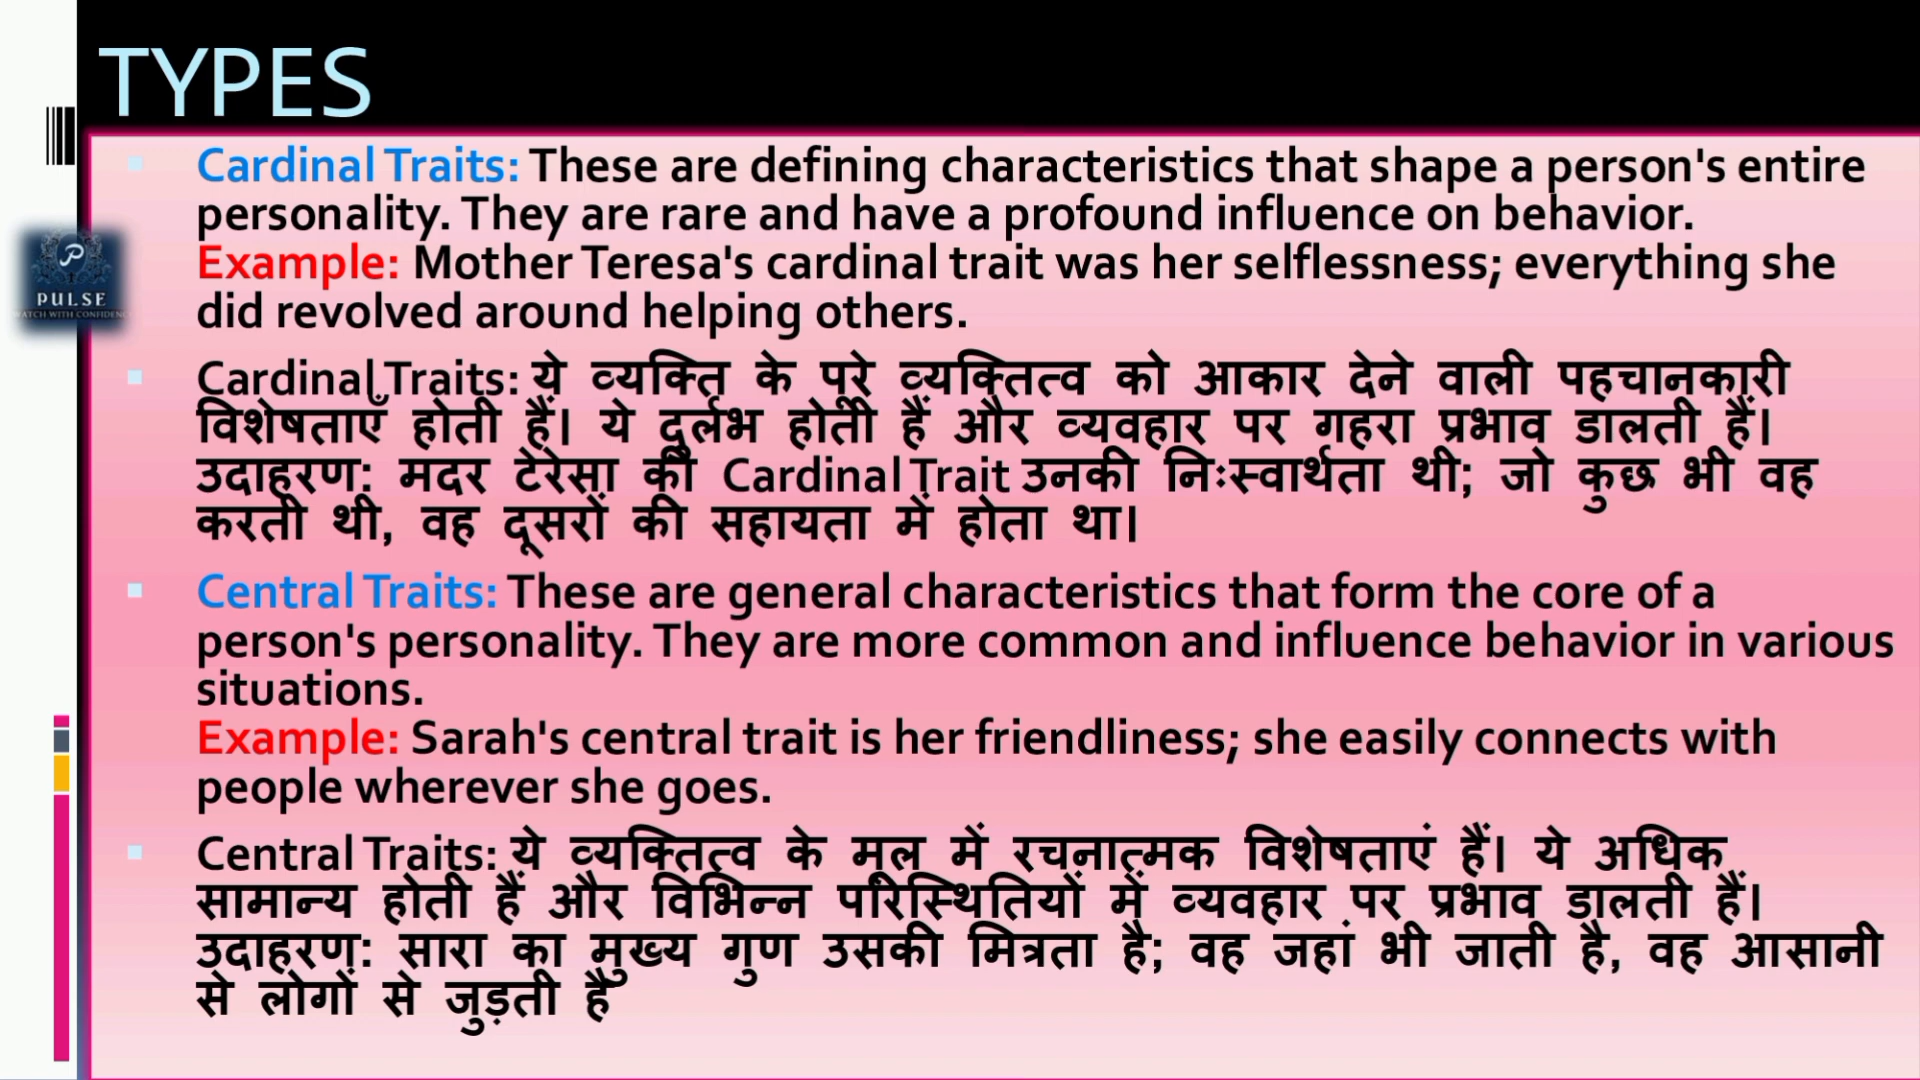 TYPES
Cardinal Traits: These are defining characteristics that shape a person's entire
personality. They are rare and have a profound influence on behavior.
Example: Mother Teresa's cardinal trait was her selflessness; everything she
did revolved around helping others.
Cardinal Traits: ये व्यक्ति के पूरे व्यक्तित्व को आकार देने वाली पहचानकारी
विशेषताएँ होती हैं। ये दुर्लभ होती हैं और व्यवहार पर गहरा प्रभाव डालती हैं।
उदाहरण: मदर टेरेसा की Cardinal Trait उनकी निःस्वार्थता थी; जो कुछ भी वह
करती थी, वह दूसरों की सहायता में होता था।
Central Traits: These are general characteristics that form the core of a
person's personality. They are more common and influence behavior in various
situations.
Example: Sarah's central trait is her friendliness; she easily connects with
people wherever she goes.
Central Traits: ये व्यक्तित्व के मूल में रचनात्मक विशेषताएं हैं। ये अधिक
सामान्य होती हैं और विभिन्न परिस्थितियों में व्यवहार पर प्रभाव डालती हैं।
उदाहरण: सारा का मुख्य गुण उसकी मित्रता है; वह जहां भी जाती है, वह आसानी
से लोगों से जुड़ती है
P
PULSE
WATCH WITH CONFIDENC